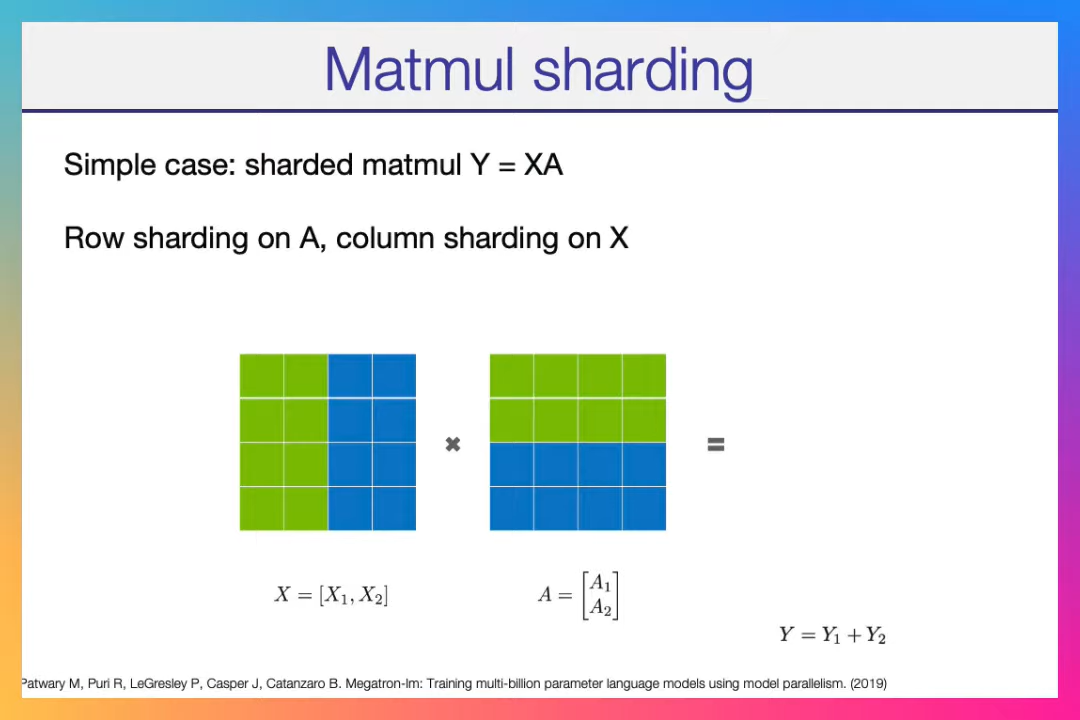 Matmul sharding
Simple case: sharded matmul Y = XA
Row sharding on A, column sharding on X
×
=
X = [X₁, X₂]
A = [A₁
A₂]
Y = Y₁ + Y₂
Patwary M, Puri R, LeGresley P, Casper J, Catanzaro B. Megatron-lm: Training multi-billion parameter language models using model parallelism. (2019)